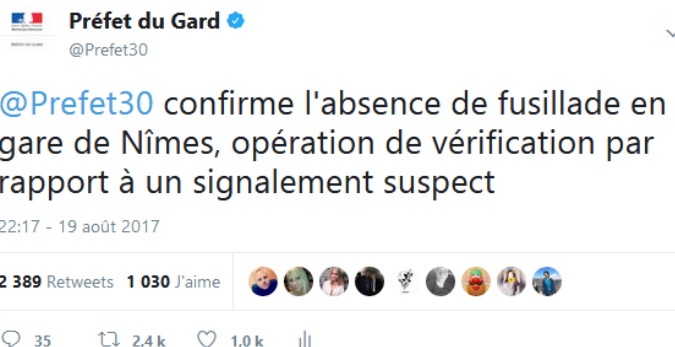 Préfet du Gard
@Prefet30
@Prefet30 confirme l'absence de fusillade en
gare de Nîmes, opération de vérification par
rapport à un signalement suspect
22:17 - 19 août 2017
2 389 Retweets 1 030 J'aime
35 2,4 k 1,0 k